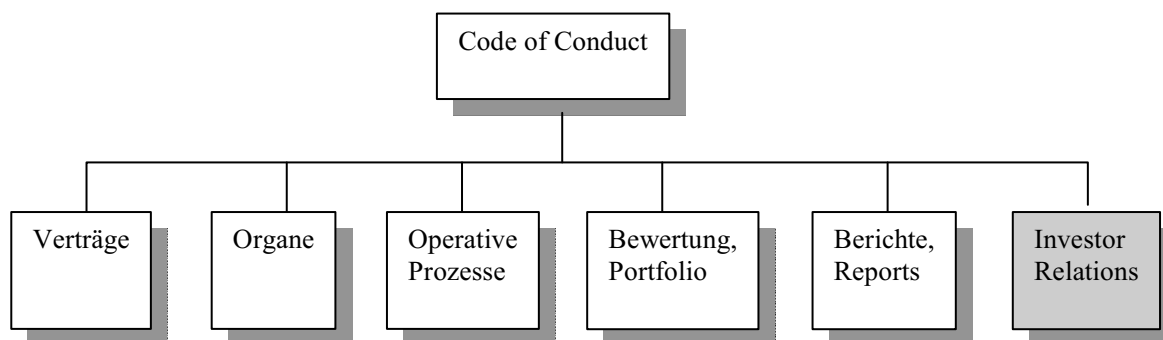 Code of Conduct
Verträge
Organe
Operative
Prozesse
Bewertung,
Portfolio
Berichte,
Reports
Investor
Relations